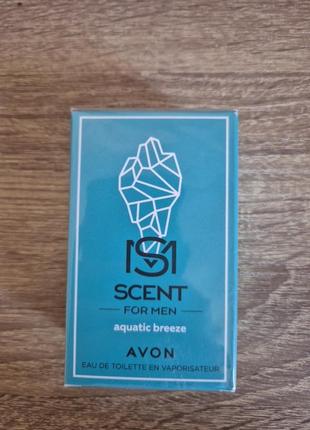 SM
SCENT
FOR MEN
aquatic breeze
AVON
EAU DE TOILETTE EN VAPORISATEUR